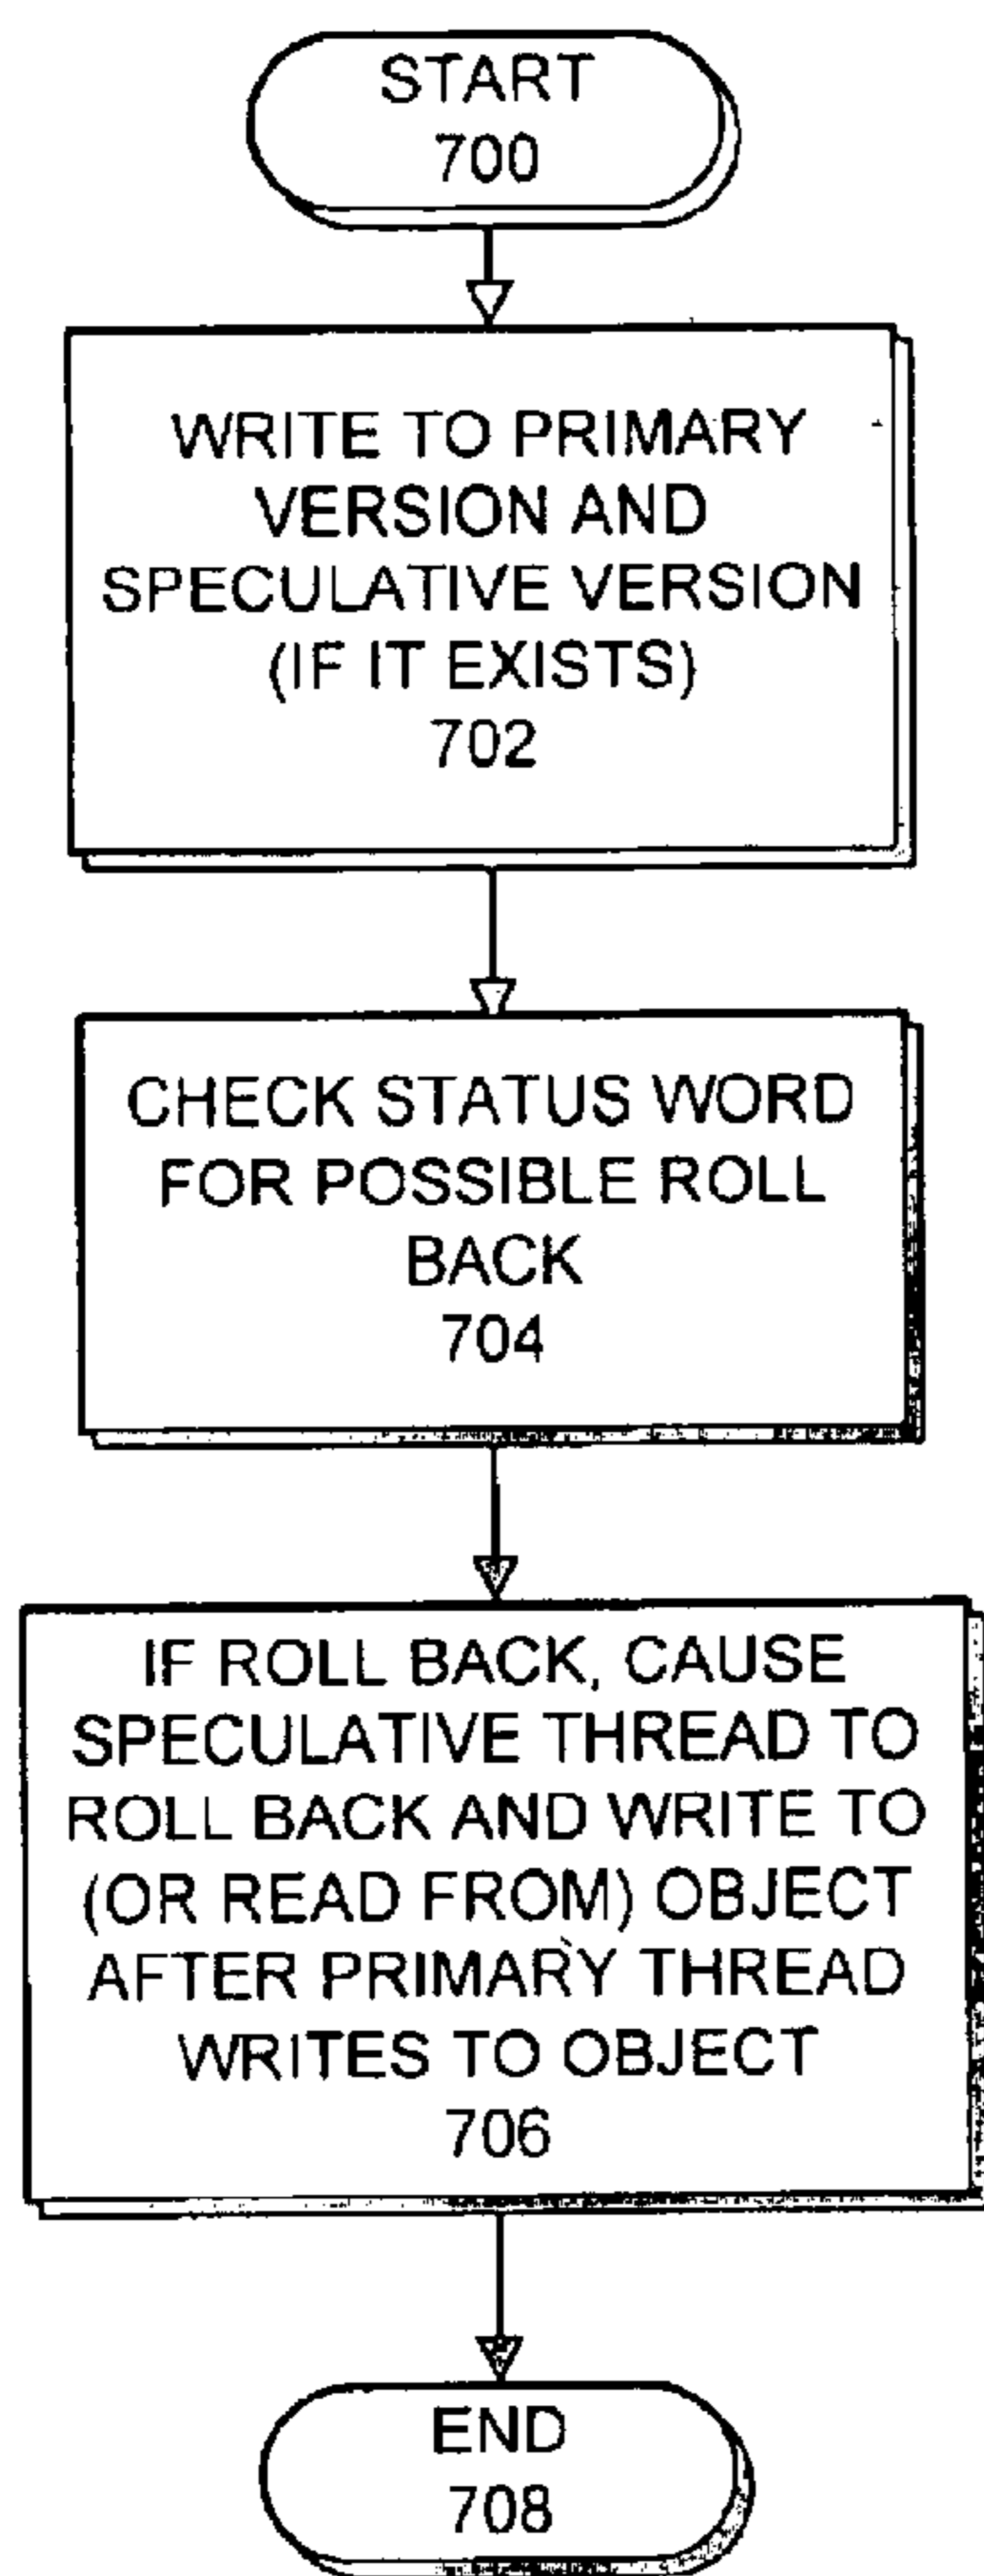 START
700
WRITE TO PRIMARY
VERSION AND
SPECULATIVE VERSION
(IF IT EXISTS)
702
CHECK STATUS WORD
FOR POSSIBLE ROLL
BACK
704
IF ROLL BACK, CAUSE
SPECULATIVE THREAD TO
ROLL BACK AND WRITE TO
(OR READ FROM) OBJECT
AFTER PRIMARY THREAD
WRITES TO OBJECT
706
END
708